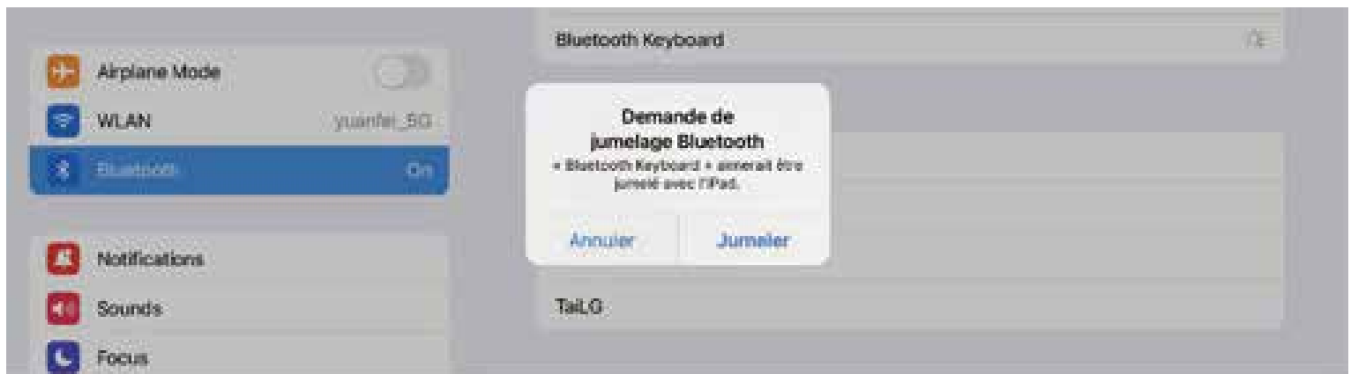 Airplane Mode
WLAN yuanfei_5G
Bluetooth On
Notifications
Sounds
Focus
Bluetooth Keyboard
Demande de
jumelage Bluetooth
« Bluetooth Keyboard » aimerait être
jumelé avec l'iPad.
Annuler Jumeler
TaiLG